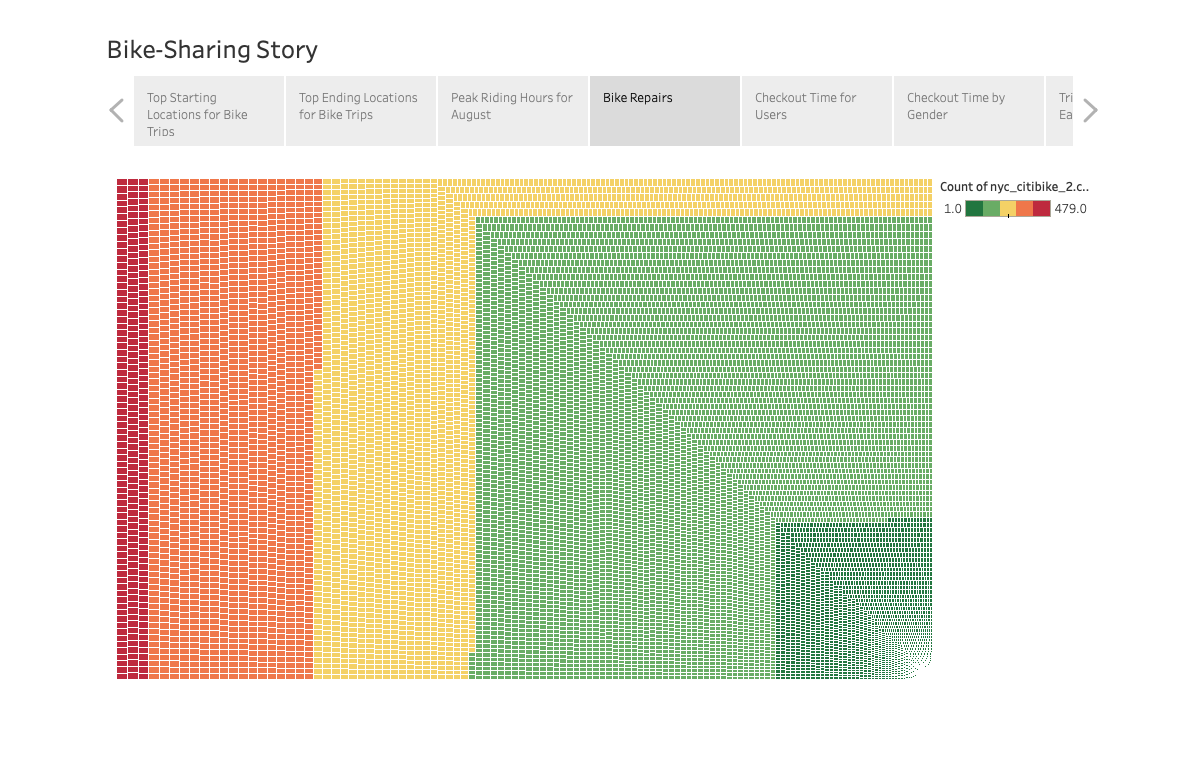 Bike-Sharing Story
Top Starting
Locations for Bike
Trips
Top Ending Locations
for Bike Trips
Peak Riding Hours for
August
Bike Repairs
Checkout Time for
Users
Checkout Time by
Gender
Tri
Ea
Count of nyc_citibike_2.c..
1.0
479.0